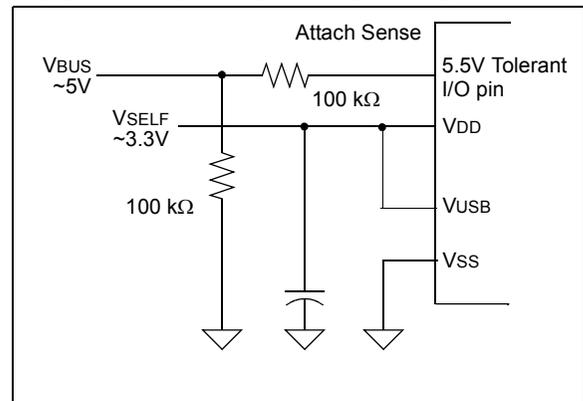 Attach Sense
VBUS
~5V
5.5V Tolerant
I/O pin
100 kΩ
VSELF
~3.3V
VDD
100 kΩ
VUSB
VSS